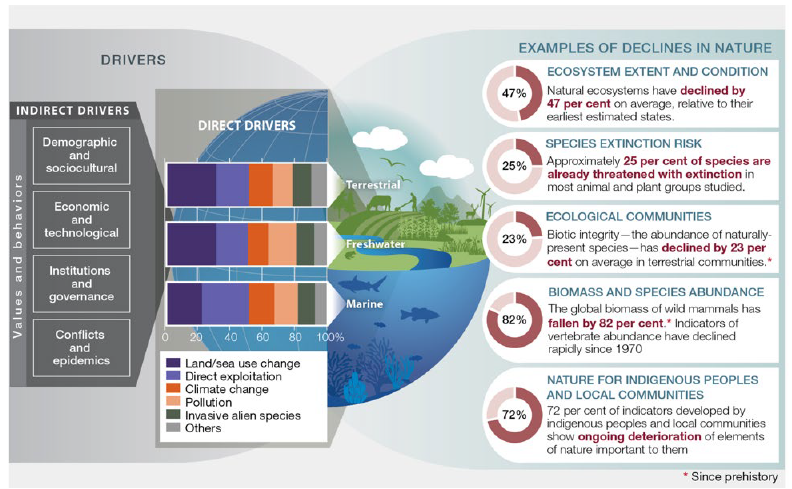 DRIVERS
INDIRECT DRIVERS
Values and behaviors
Demographic
and
sociocultural
Economic
and
technological
Institutions
and
governance
Conflicts
and
epidemics
DIRECT DRIVERS
0 20 40 60 80 100
Terrestrial
Freshwater
Marine
0 20 40 60 80 100%
Land/sea use change
Direct exploitation
Climate change
Pollution
Invasive alien species
Others
EXAMPLES OF DECLINES IN NATURE
47%
ECOSYSTEM EXTENT AND CONDITION
Natural ecosystems have declined by
47 per cent on average, relative to their
earliest estimated states.
25%
SPECIES EXTINCTION RISK
Approximately 25 per cent of species are
already threatened with extinction in
most animal and plant groups studied.
23%
ECOLOGICAL COMMUNITIES
Biotic integrity—the abundance of naturally-
present species—has declined by 23 per
cent on average in terrestrial communities.*
82%
BIOMASS AND SPECIES ABUNDANCE
The global biomass of wild mammals has
fallen by 82 per cent.* Indicators of
vertebrate abundance have declined
rapidly since 1970
72%
NATURE FOR INDIGENOUS PEOPLES
AND LOCAL COMMUNITIES
72 per cent of indicators developed by
indigenous peoples and local communities
show ongoing deterioration of elements
of nature important to them
* Since prehistory